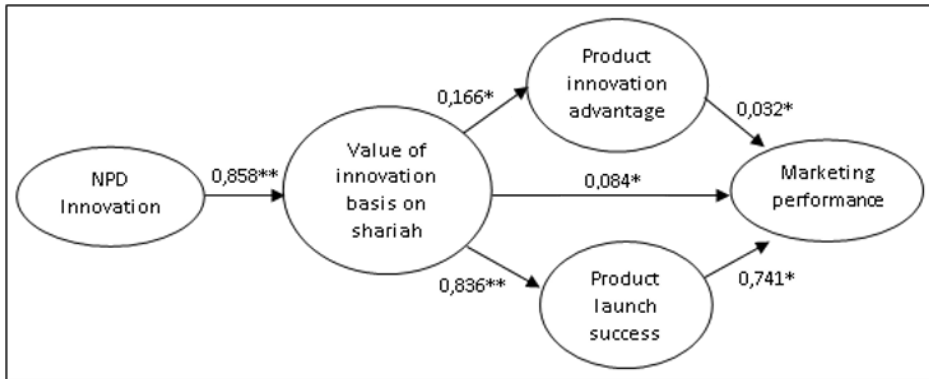 NPD
Innovation
0,858**
Value of
innovation
basis on
shariah
0,166*
Product
innovation
advantage
0,032*
0,084*
Marketing
performance
0,836**
Product
launch
success
0,741*